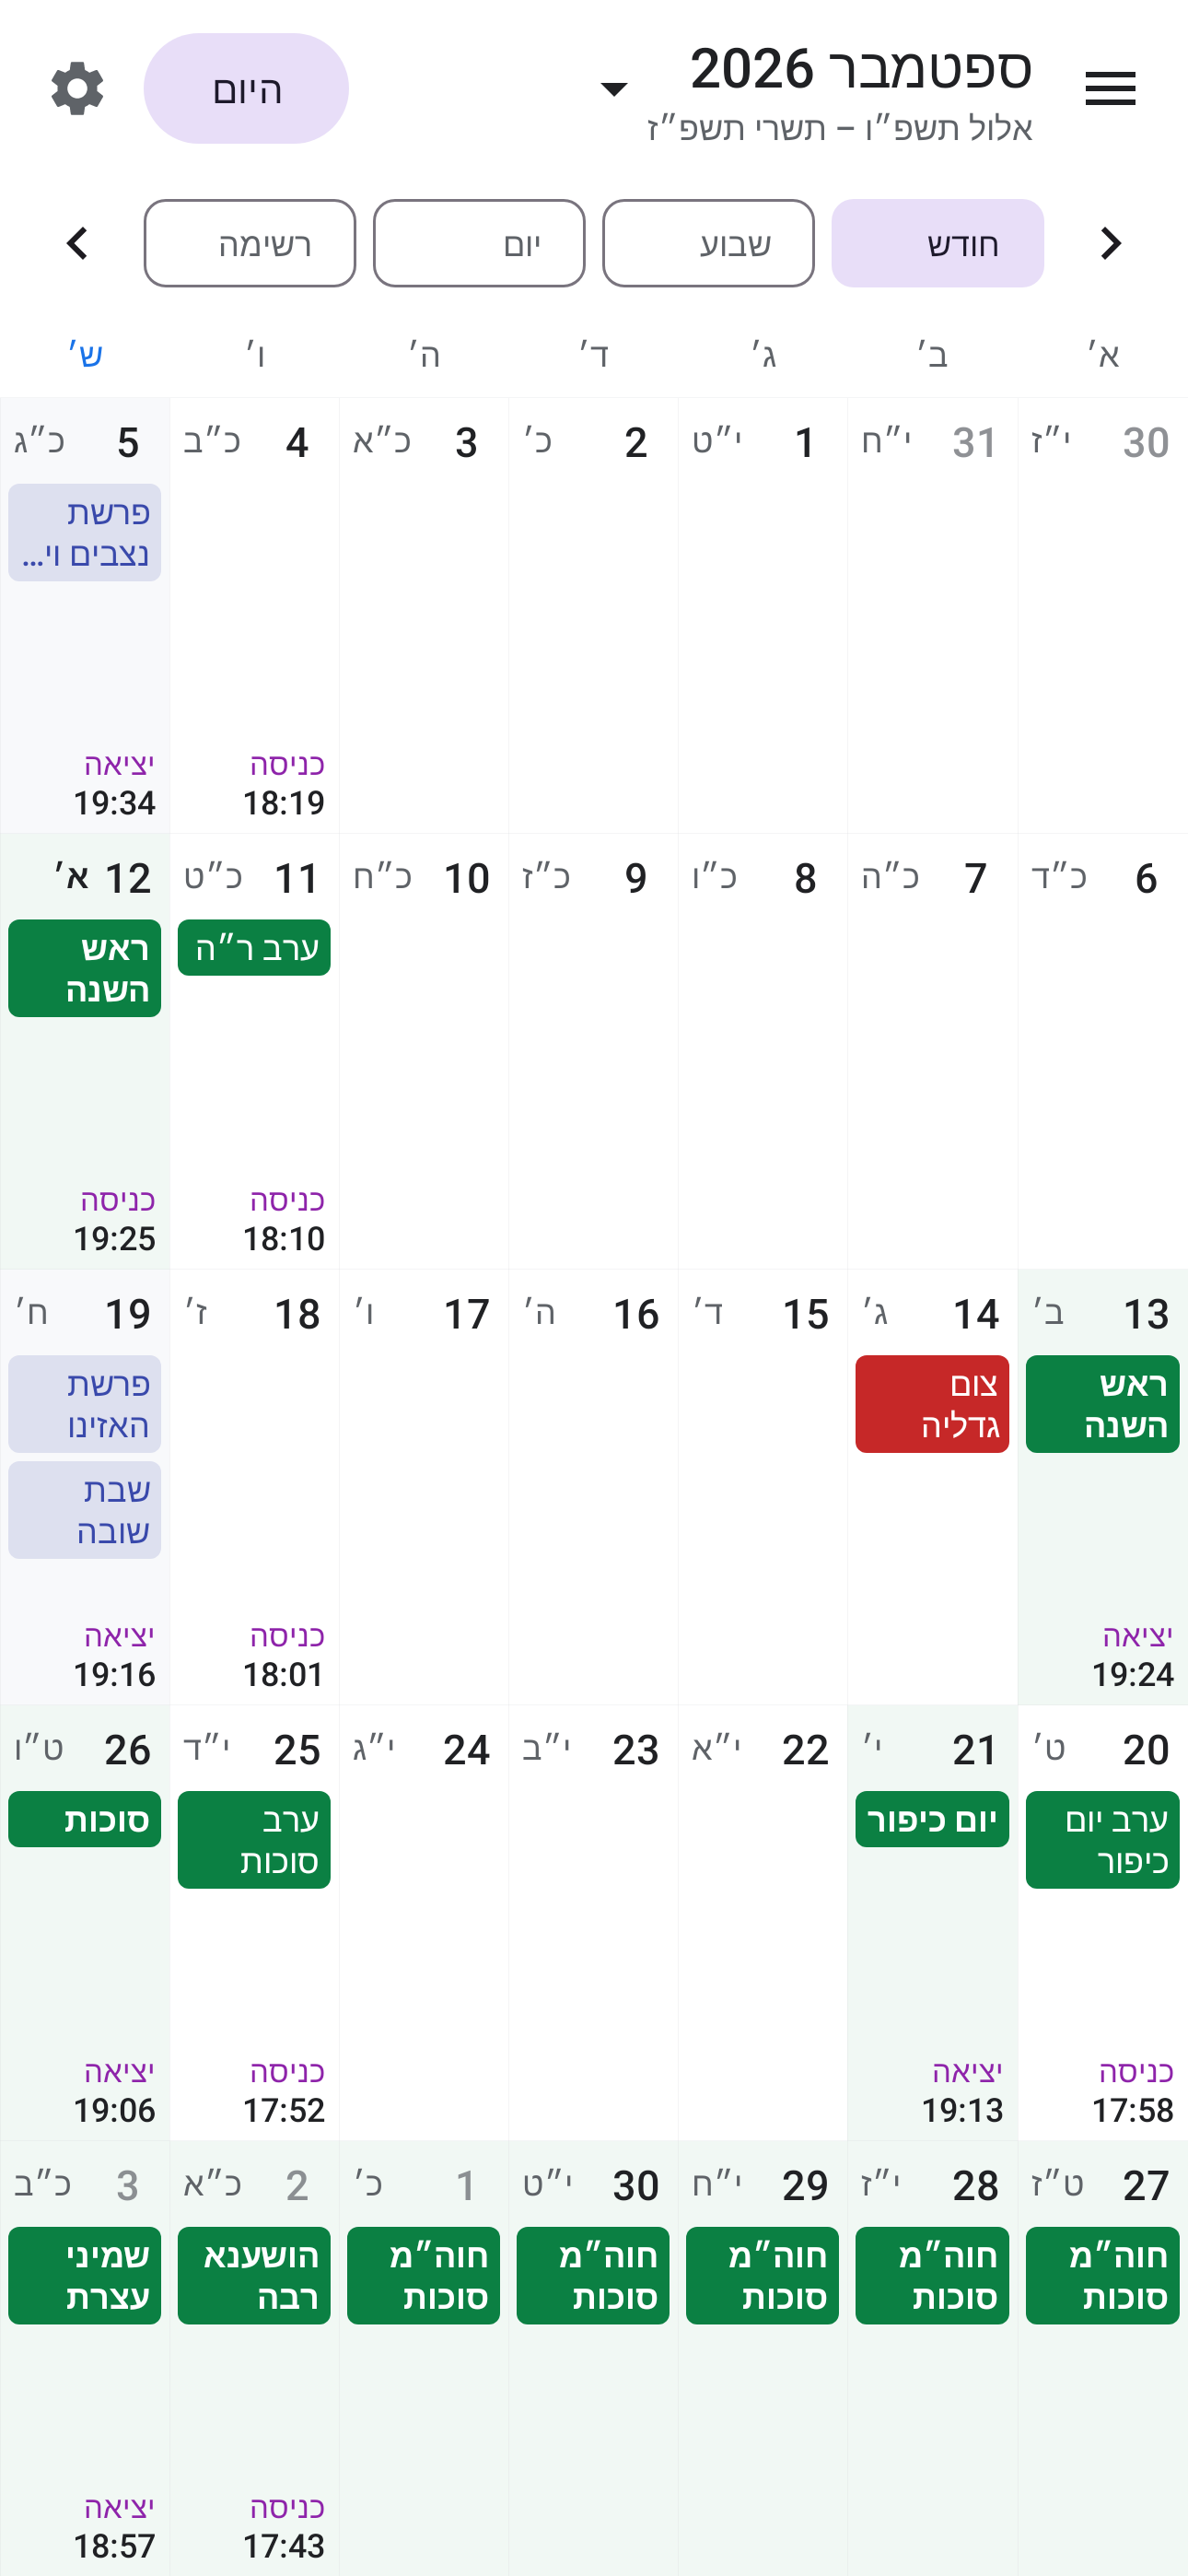 ספטמבר 2026
אלול תשפ״ו – תשרי תשפ״ז
היום
חודש
שבוע
יום
רשימה
א׳ ב׳ ג׳ ד׳ ה׳ ו׳ ש׳
30 י״ז 31 י״ח 1 י״ט 2 כ׳ 3 כ״א 4 כ״ב 5 כ״ג
פרשת
נצבים וי...
כניסה יציאה
18:19 19:34
6 כ״ד 7 כ״ה 8 כ״ו 9 כ״ז 10 כ״ח 11 כ״ט 12 א׳
ערב ר״ה
ראש
השנה
כניסה כניסה
18:10 19:25
13 ב׳ 14 ג׳ 15 ד׳ 16 ה׳ 17 ו׳ 18 ז׳ 19 ח׳
ראש
השנה
צום
גדליה
פרשת
האזינו
שבת
שובה
יציאה כניסה יציאה
19:24 18:01 19:16
20 ט׳ 21 י׳ 22 י״א 23 י״ב 24 י״ג 25 י״ד 26 ט״ו
ערב יום
כיפור
יום כיפור
ערב
סוכות
סוכות
כניסה יציאה כניסה יציאה
17:58 19:13 17:52 19:06
27 ט״ז 28 י״ז 29 י״ח 30 י״ט 1 כ׳ 2 כ״א 3 כ״ב
חוה״מ
סוכות
חוה״מ
סוכות
חוה״מ
סוכות
חוה״מ
סוכות
חוה״מ
סוכות
הושענא
רבה
שמיני
עצרת
כניסה יציאה
17:43 18:57